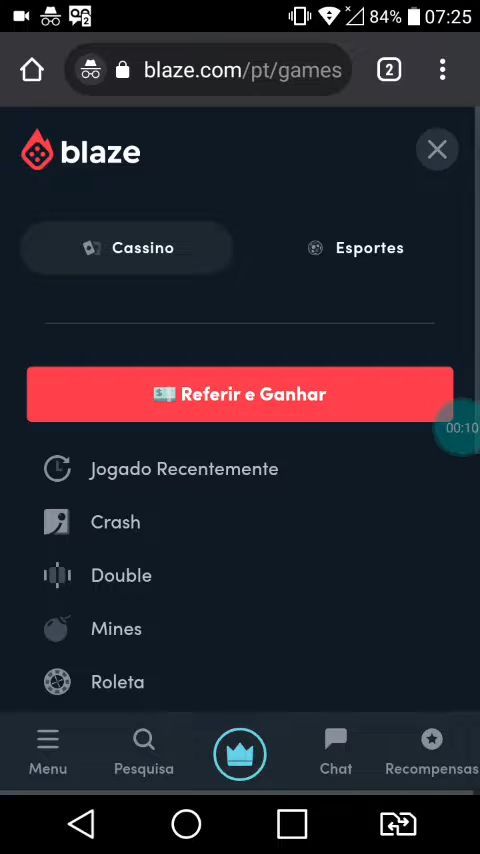 84% 07:25
blaze.com/pt/games 2
blaze
Cassino Esportes
Referir e Ganhar
00:10
Jogado Recentemente
Crash
Double
Mines
Roleta
Menu Pesquisa Chat Recompensas